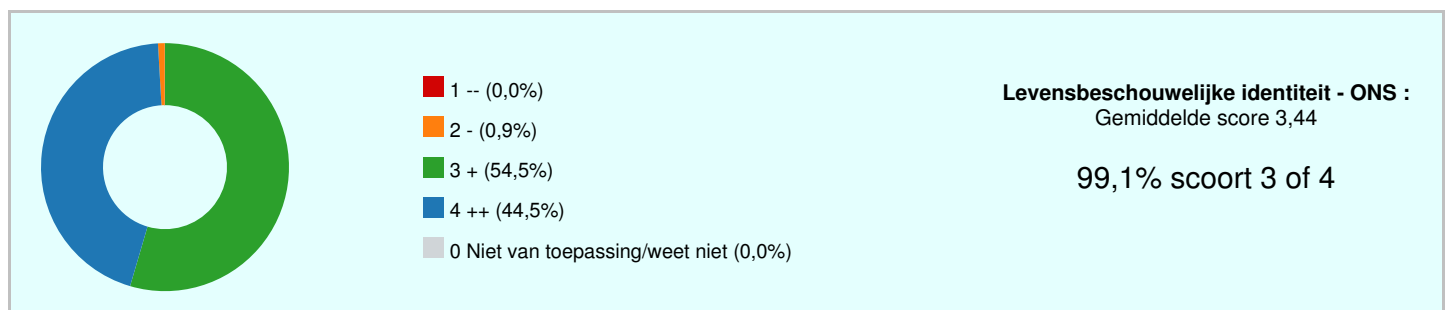 1 -- (0,0%)
2 - (0,9%)
3 + (54,5%)
4 ++ (44,5%)
0 Niet van toepassing/weet niet (0,0%)
Levensbeschouwelijke identiteit - ONS :
Gemiddelde score 3,44
99,1% scoort 3 of 4